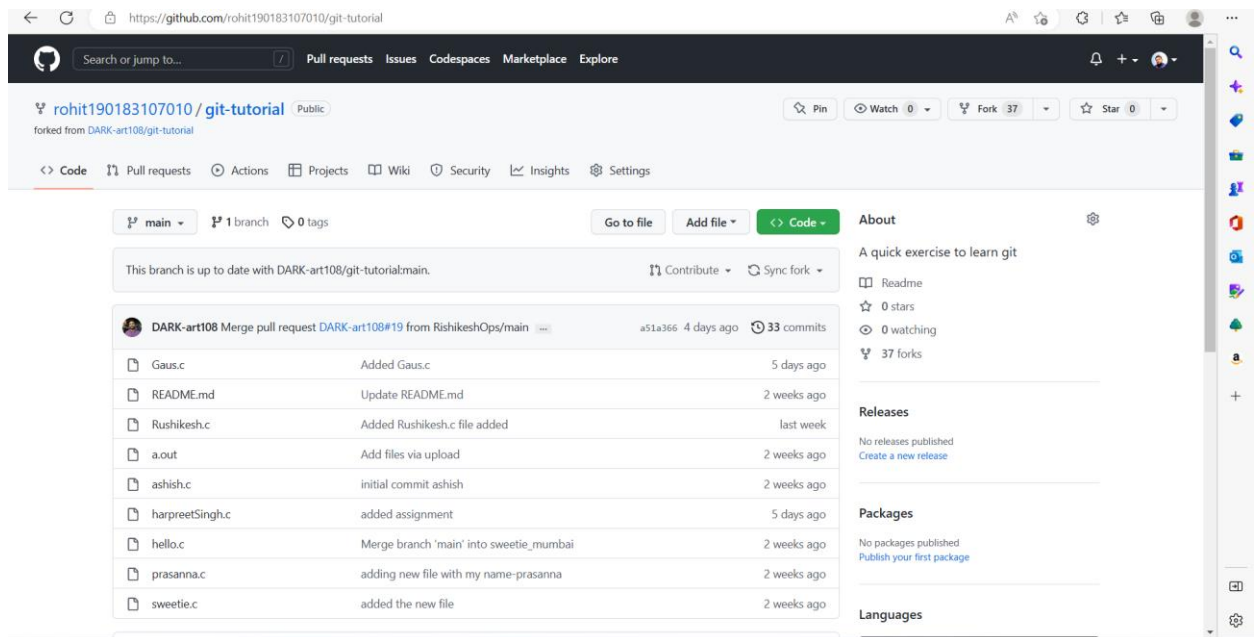 https://github.com/rohit190183107010/git-tutorial
Search or jump to... / Pull requests Issues Codespaces Marketplace Explore
rohit190183107010 / git-tutorial Public Pin Watch 0 Fork 37 Star 0
forked from DARK-art108/git-tutorial
<> Code Pull requests Actions Projects Wiki Security Insights Settings
main 1 branch 0 tags Go to file Add file <> Code
This branch is up to date with DARK-art108/git-tutorial:main. Contribute Sync fork
DARK-art108 Merge pull request DARK-art108#19 from RishikeshOps/main ... a51a366 4 days ago 33 commits
Gaus.c Added Gaus.c 5 days ago
README.md Update README.md 2 weeks ago
Rushikesh.c Added Rushikesh.c file added last week
a.out Add files via upload 2 weeks ago
ashish.c initial commit ashish 2 weeks ago
harpreetSingh.c added assignment 5 days ago
hello.c Merge branch 'main' into sweetie_mumbai 2 weeks ago
prasanna.c adding new file with my name-prasanna 2 weeks ago
sweetie.c added the new file 2 weeks ago
About
A quick exercise to learn git
Readme
0 stars
0 watching
37 forks
Releases
No releases published
Create a new release
Packages
No packages published
Publish your first package
Languages